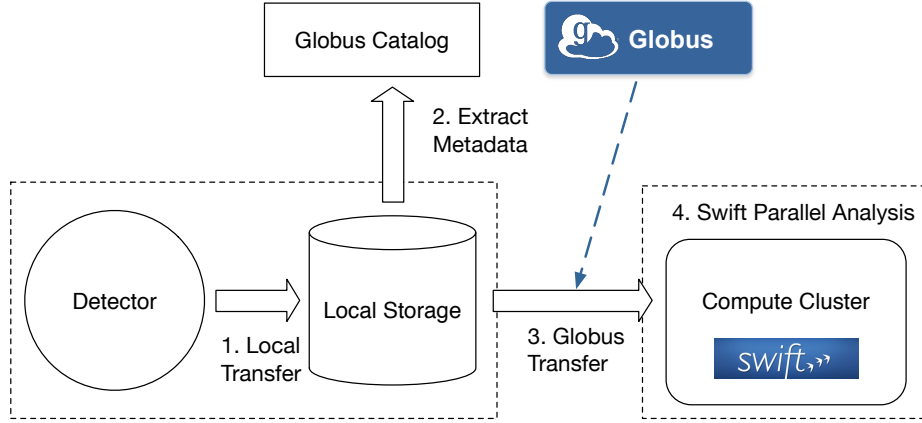 Globus Catalog
g Globus
2. Extract
Metadata
4. Swift Parallel Analysis
Detector
1. Local
Transfer
Local Storage
3. Globus
Transfer
Compute Cluster
swift